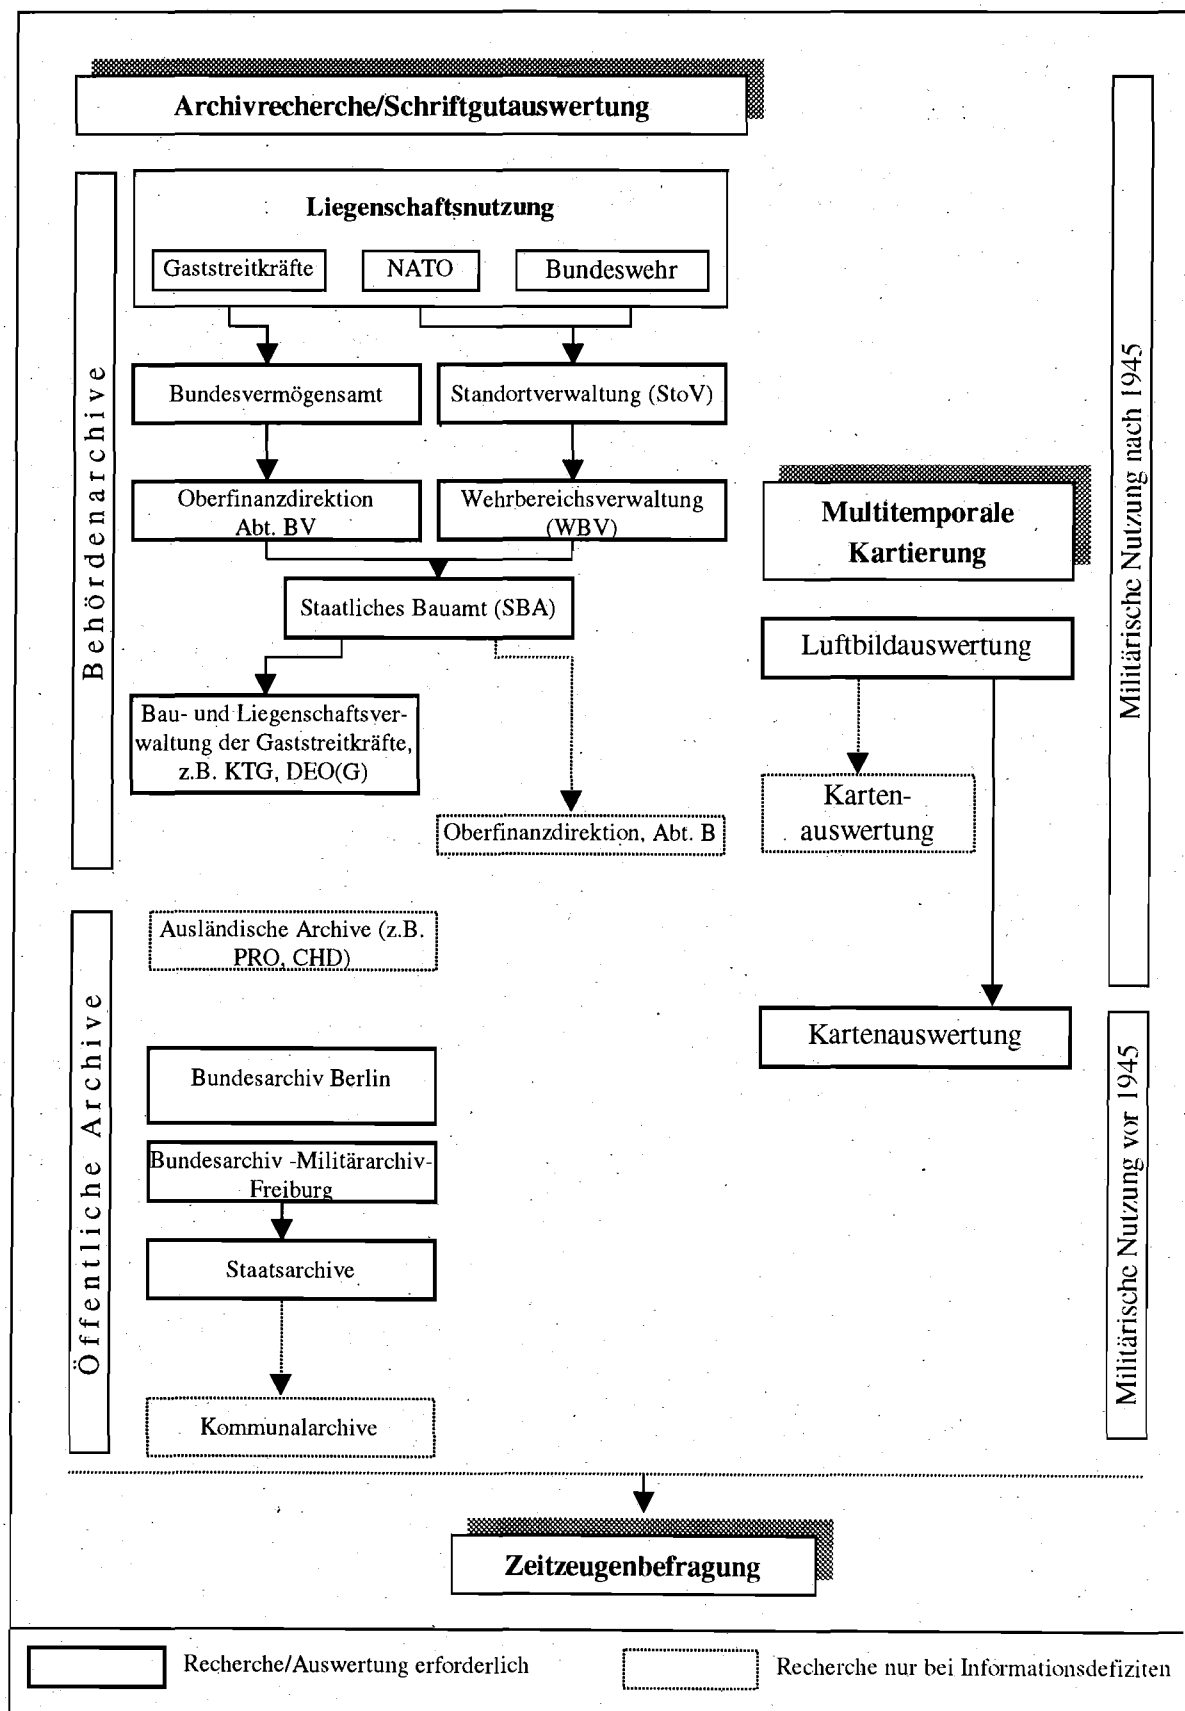 Archivrecherche/Schriftgutauswertung
Behördenarchive
Liegenschaftsnutzung
Gaststreitkräfte
NATO
Bundeswehr
Bundesvermögensamt
Standortverwaltung (StoV)
Oberfinanzdirektion
Abt. BV
Wehrbereichsverwaltung
(WBV)
Staatliches Bauamt (SBA)
Bau- und Liegenschaftsver-
waltung der Gaststreitkräfte,
z.B. KTG, DEO(G)
Oberfinanzdirektion, Abt. B
Multitemporale
Kartierung
Luftbildauswertung
Karten-
auswertung
Kartenauswertung
Militärische Nutzung nach 1945
Öffentliche Archive
Ausländische Archive (z.B.
PRO, CHD)
Bundesarchiv Berlin
Bundesarchiv -Militärarchiv-
Freiburg
Staatsarchive
Kommunalarchive
Militärische Nutzung vor 1945
Zeitzeugenbefragung
Recherche/Auswertung erforderlich
Recherche nur bei Informationsdefiziten